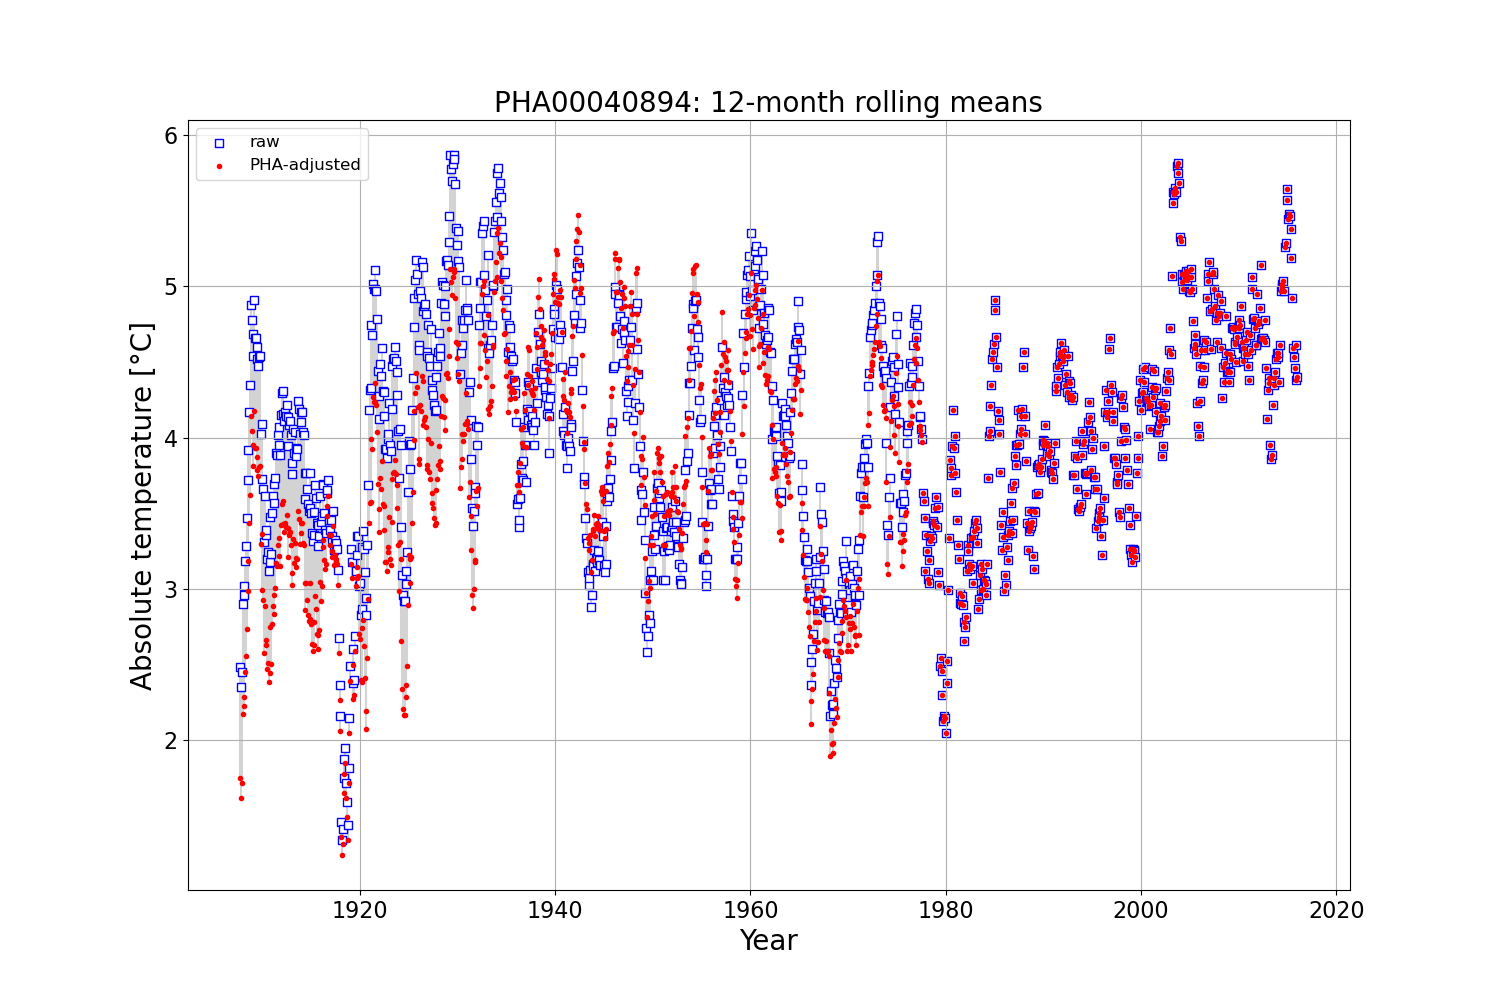 PHA00040894: 12-month rolling means
raw
PHA-adjusted
Absolute temperature [°C]
6
5
4
3
2
1920
1940
1960
1980
2000
2020
Year